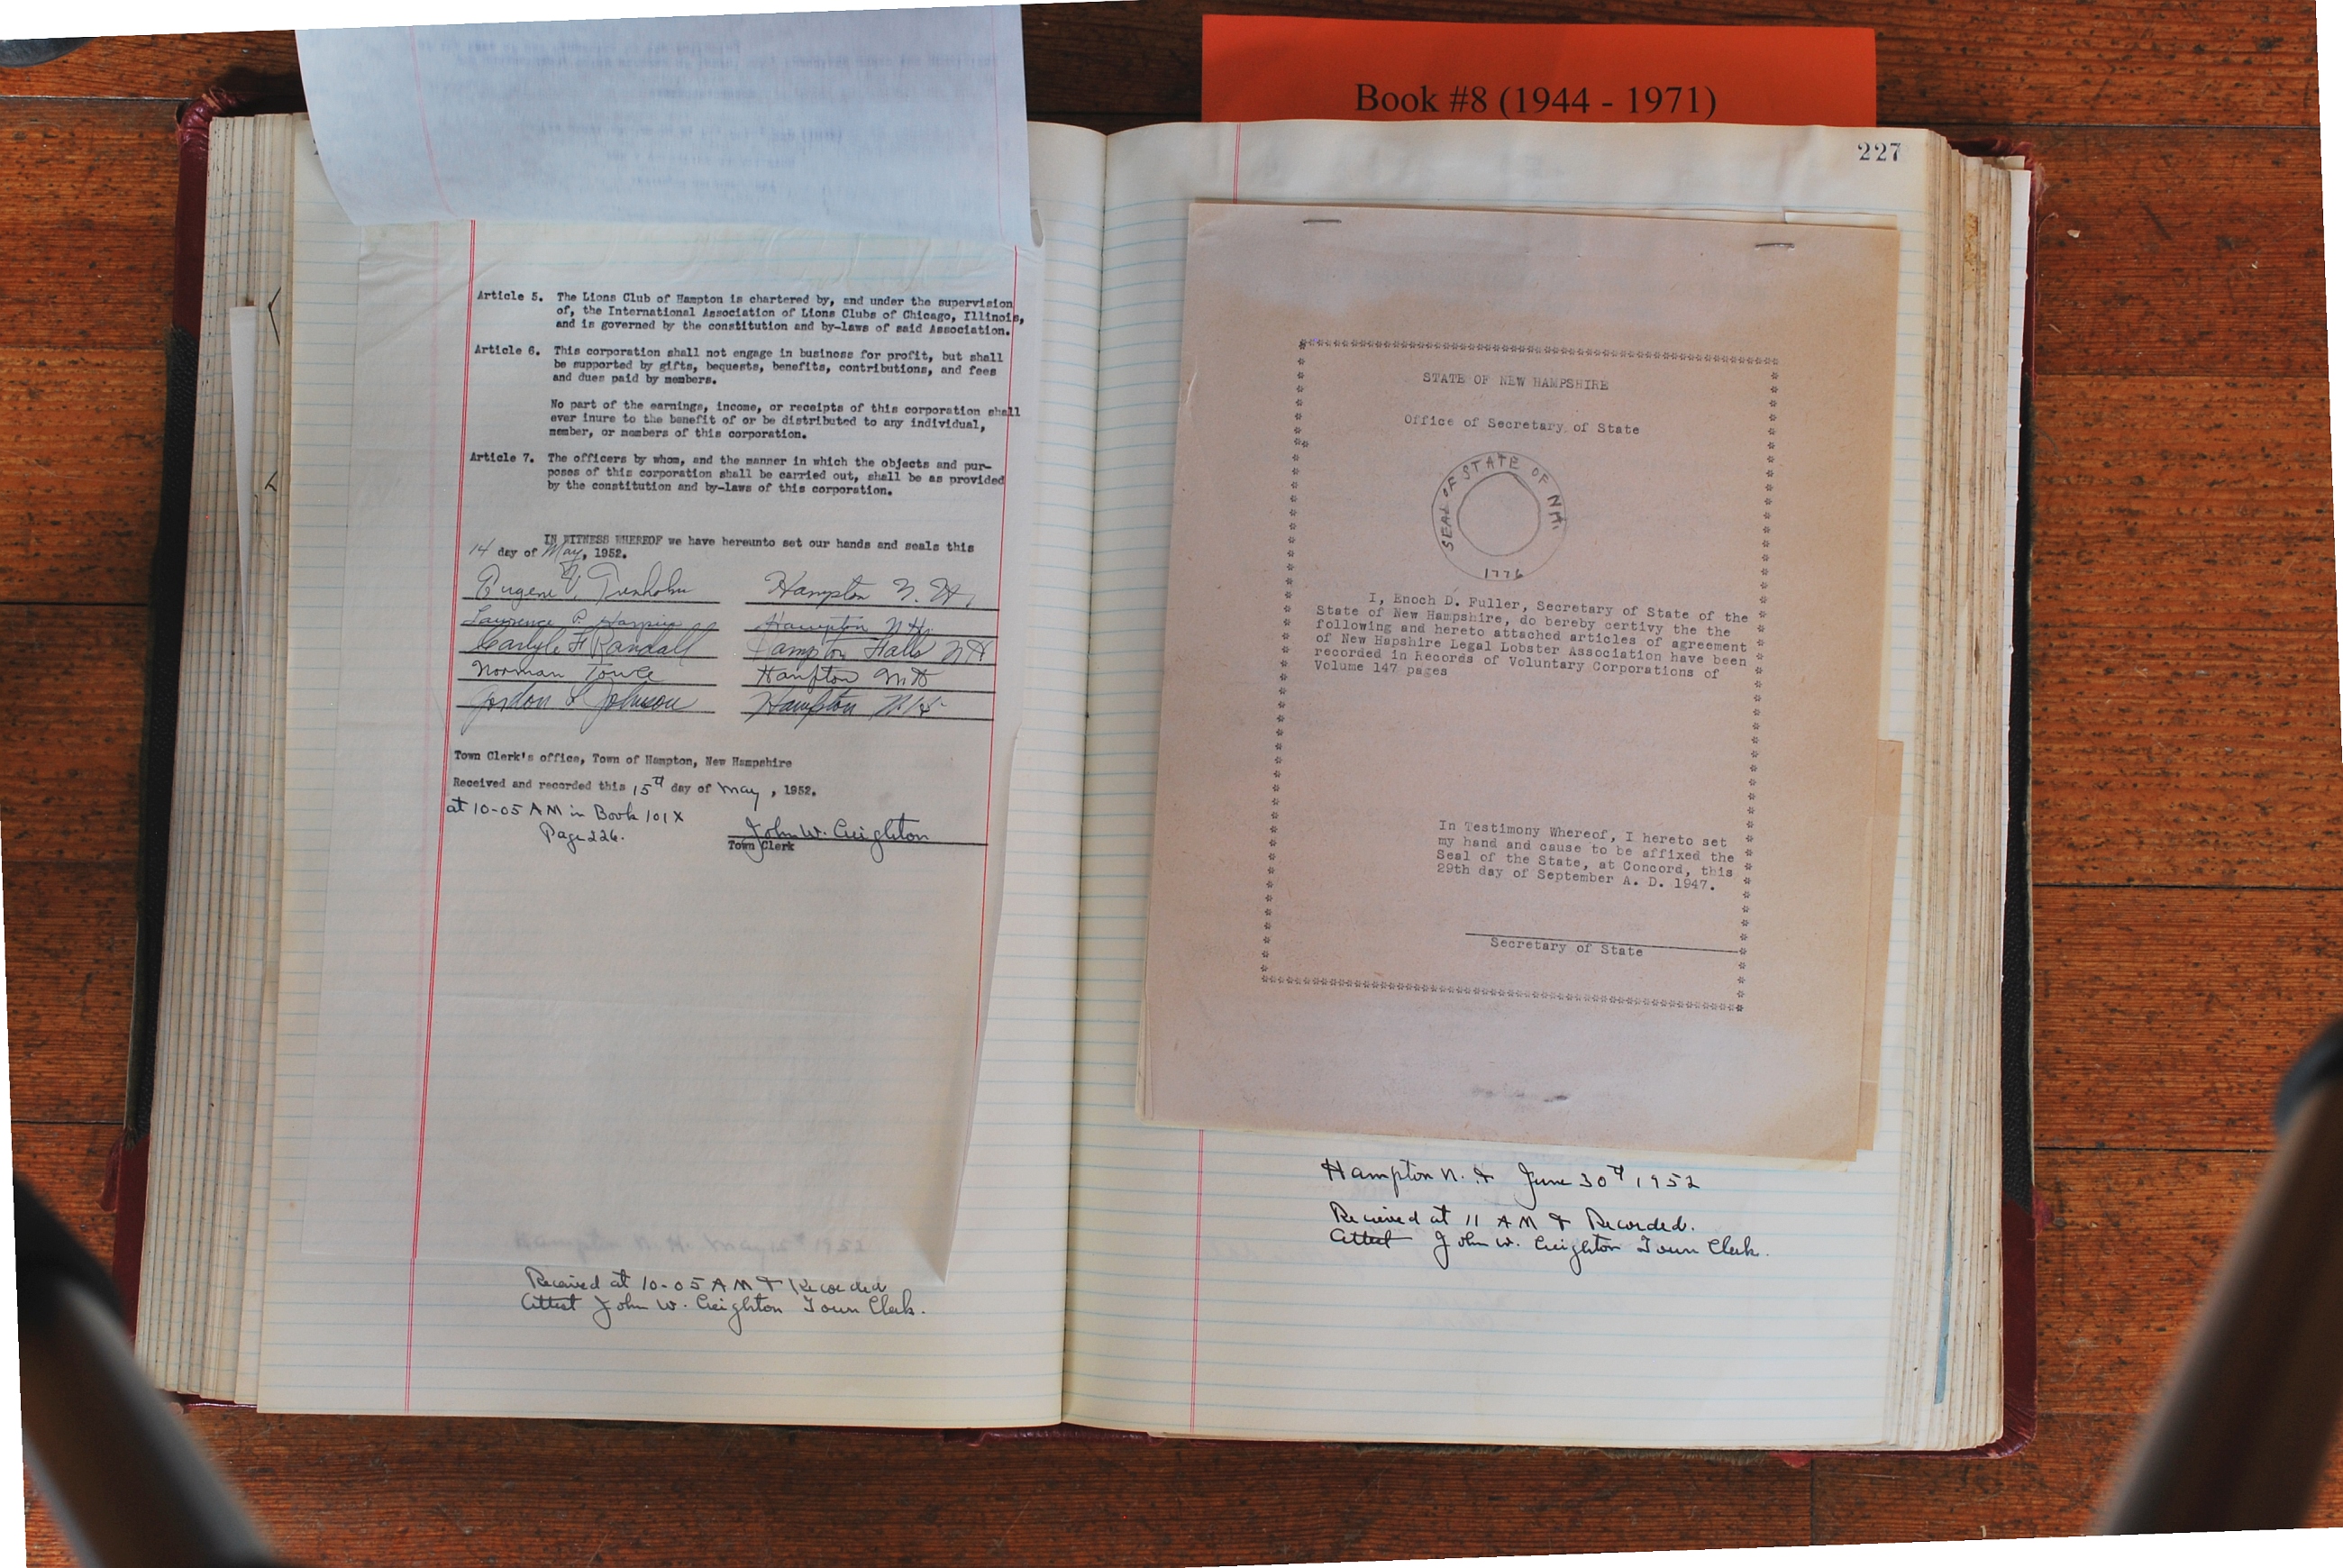 Book #8 (1944 - 1971)
Article 5. The Lions Club of Hampton is chartered by, and under the supervision
of, the International Association of Lions Clubs of Chicago, Illinois,
and is governed by the constitution and by-laws of said Association.
Article 6. This corporation shall not engage in business for profit, but shall
be supported by gifts, bequests, benefits, contributions, and fees
and dues paid by members.
No part of the earnings, income, or receipts of this corporation shall
ever inure to the benefit of or be distributed to any individual,
member, or members of this corporation.
Article 7. The officers by whom, and the manner in which the objects and pur-
poses of this corporation shall be carried out, shall be as provided
by the constitution and by-laws of this corporation.
IN WITNESS WHEREOF we have hereunto set our hands and seals this
14 day of May, 1952.
Eugene Hampton N. H.
Lawrence Hampton N.H.
Carlyle F Randall Hampton Falls NH
Norman Towle Hampton N.H
Gordon L Johnson Hampton N.H
Town Clerk's office, Town of Hampton, New Hampshire
Received and recorded this 15th day of May, 1952.
at 10-05 AM in Book 101X
Page 226.
John W. Creighton
Town Clerk
Hampton N. H. May 15th 1952
Received at 10-05 AM & Recorded
Attest John W. Creighton Town Clerk.
227
STATE OF NEW HAMPSHIRE
Office of Secretary of State
SEAL OF STATE OF N.H.
1776
I, Enoch D. Fuller, Secretary of State of the
State of New Hampshire, do bereby certivy the the
following and hereto attached articles of agreement
of New Hapshire Legal Lobster Association have been
recorded in Records of Voluntary Corporations of
Volume 147 pages
In Testimony Whereof, I hereto set
my hand and cause to be affixed the
Seal of the State, at Concord, this
29th day of September A. D. 1947.
Secretary of State
Hampton N. H June 30th 1952
Recieved at 11 AM & Recorded.
Attest John W. Creighton Town Clerk.